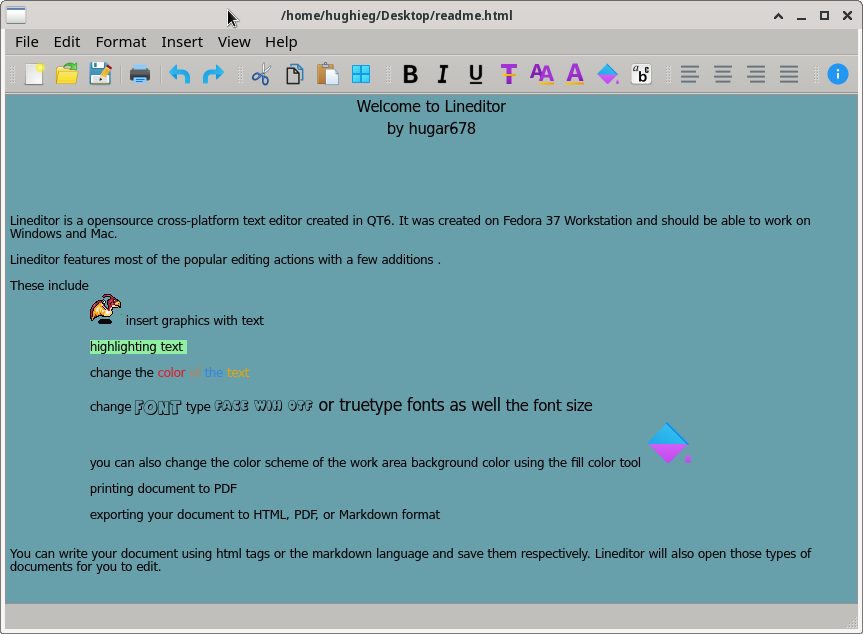 /home/hughieg/Desktop/readme.html
File Edit Format Insert View Help
B I U T AA A a b c i
Welcome to Lineditor
by hugar678
Lineditor is a opensource cross-platform text editor created in QT6. It was created on Fedora 37 Workstation and should be able to work on
Windows and Mac.
Lineditor features most of the popular editing actions with a few additions .
These include
insert graphics with text
highlighting text
change the color of the text
change FONT type FACE WIH OTF or truetype fonts as well the font size
you can also change the color scheme of the work area background color using the fill color tool
printing document to PDF
exporting your document to HTML, PDF, or Markdown format
You can write your document using html tags or the markdown language and save them respectively. Lineditor will also open those types of
documents for you to edit.